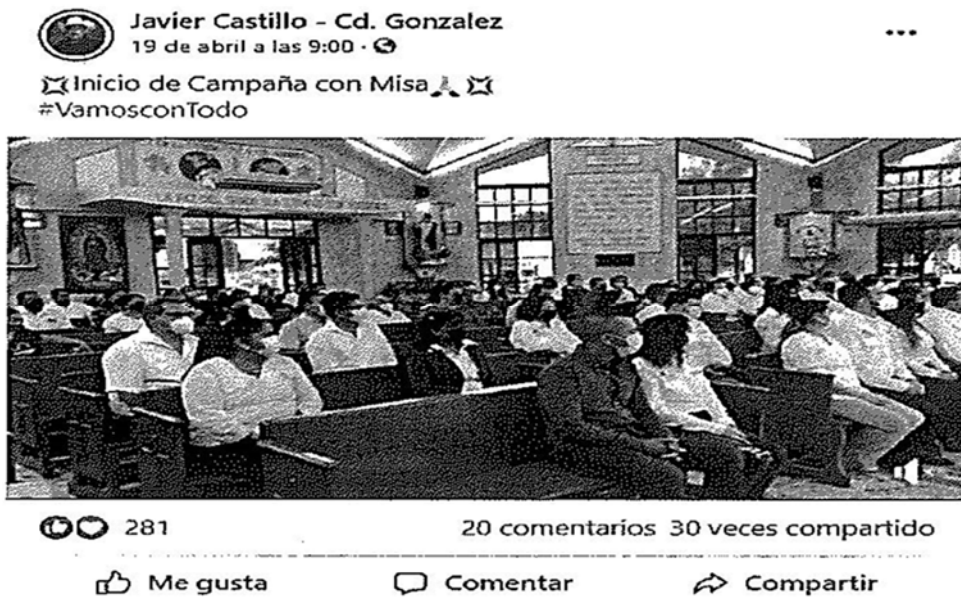 Javier Castillo - Cd. Gonzalez
19 de abril a las 9:00 ·
Inicio de Campaña con Misa
#VamosconTodo
281
20 comentarios 30 veces compartido
Me gusta
Comentar
Compartir